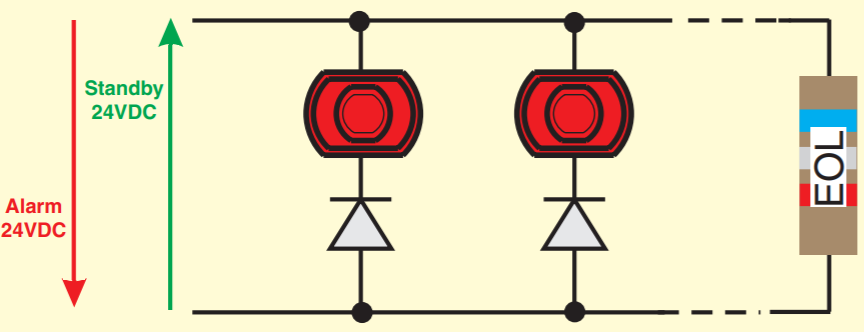 Standby
24VDC
Alarm
24VDC
EOL